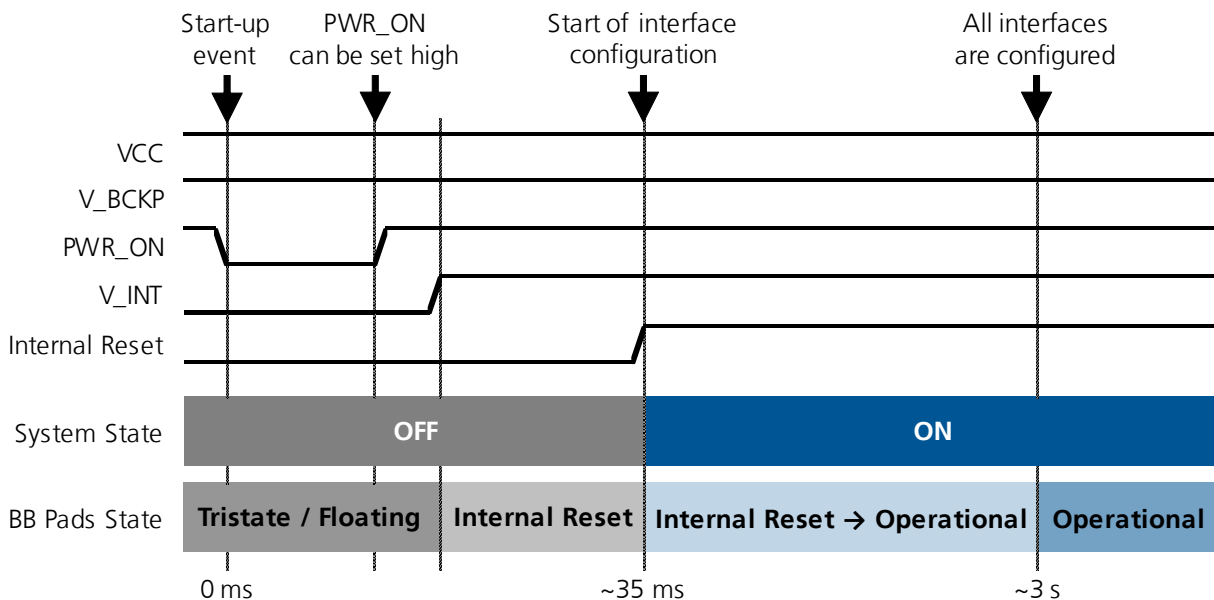 Start-up
event
PWR_ON
can be set high
Start of interface
configuration
All interfaces
are configured
VCC
V_BCKP
PWR_ON
V_INT
Internal Reset
System State
OFF
ON
BB Pads State
Tristate / Floating
Internal Reset
Internal Reset → Operational
Operational
0 ms
~35 ms
~3 s